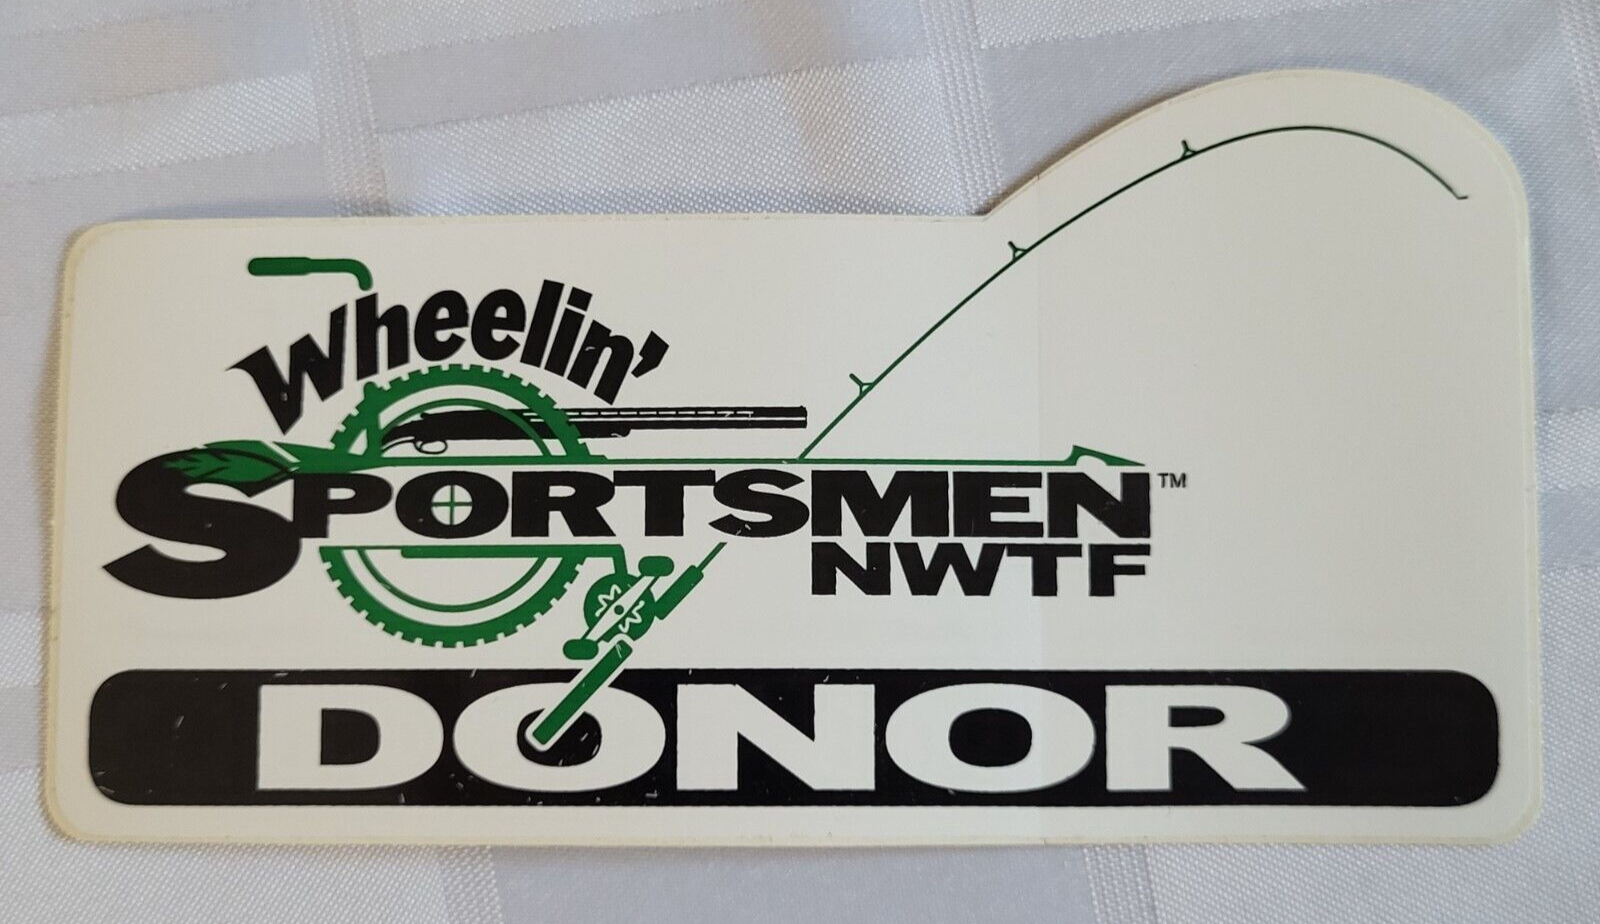 Wheelin'
SPORTSMEN™
NWTF
DONOR